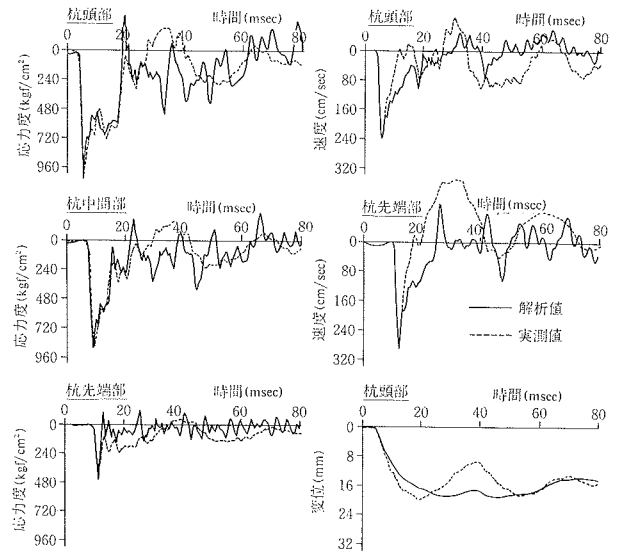 杭頭部
時間(msec)
0 20 40 60 80
0
240
480
720
960
応力度(kgf/cm²)
杭頭部
時間(msec)
0 20 40 60 80
0
80
160
240
320
速度(cm/sec)
杭中間部
時間(msec)
0 20 40 60 80
0
240
480
720
960
応力度(kgf/cm²)
杭先端部
時間(msec)
0 20 40 60 80
0
80
160
240
320
速度(cm/sec)
解析値
実測値
杭先端部
時間(msec)
0 20 40 60 80
0
240
480
720
960
応力度(kgf/cm²)
杭頭部
時間(msec)
0 20 40 60 80
0
8
16
24
32
変位(mm)